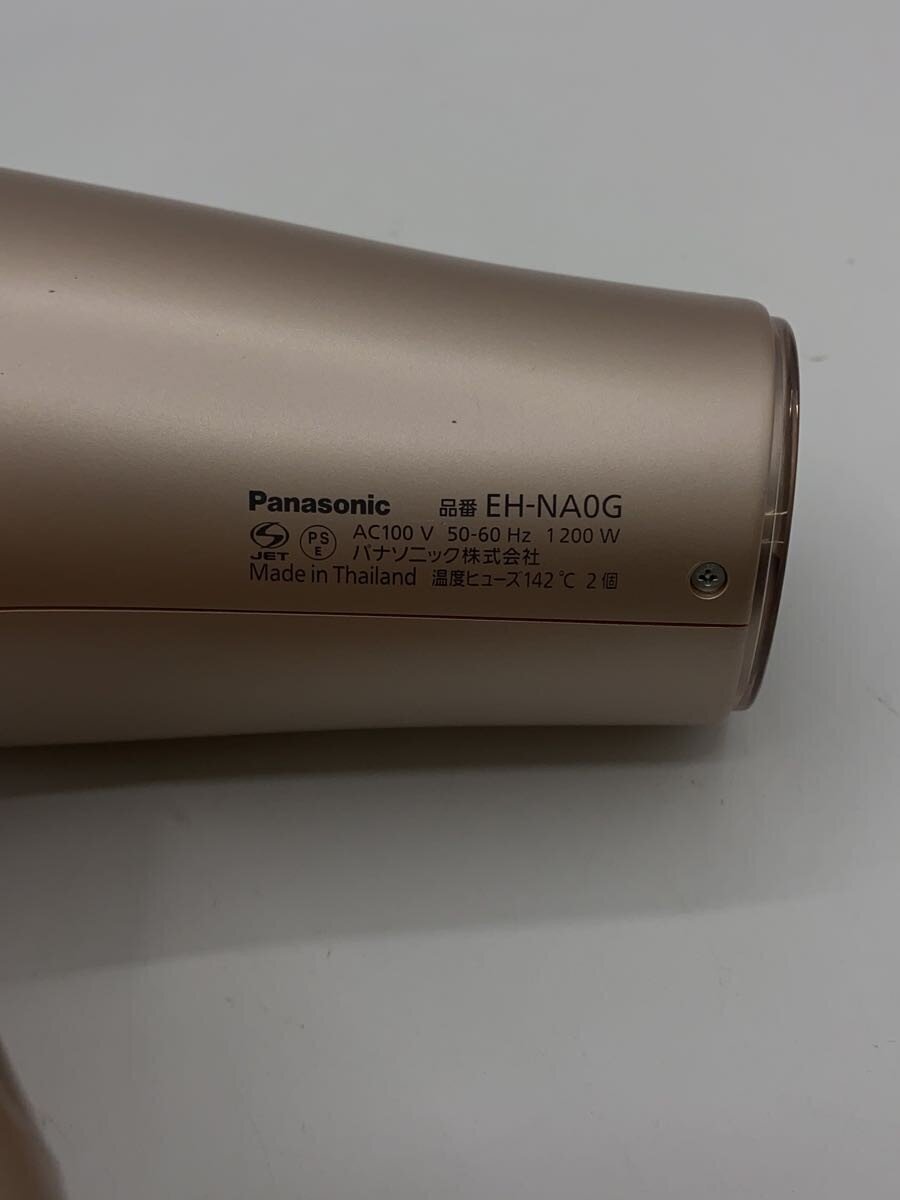 Panasonic 品番 EH-NA0G
JET PSE AC100 V 50-60 Hz 1200 W
パナソニック株式会社
Made in Thailand 温度ヒューズ142℃ 2個